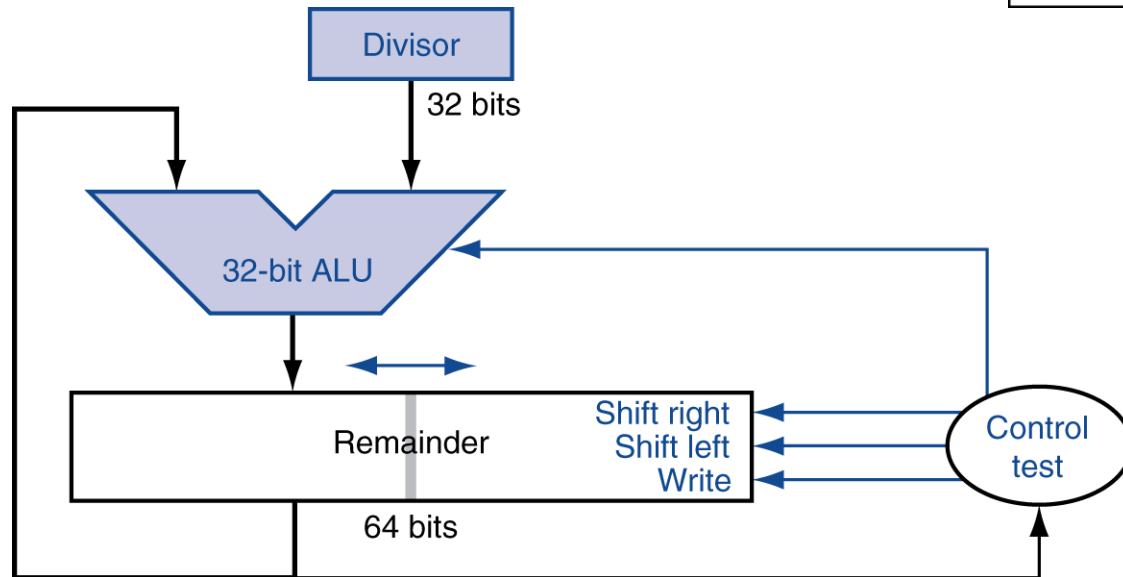 Divisor
32 bits
32-bit ALU
Remainder
Shift right
Shift left
Write
Control
test
64 bits